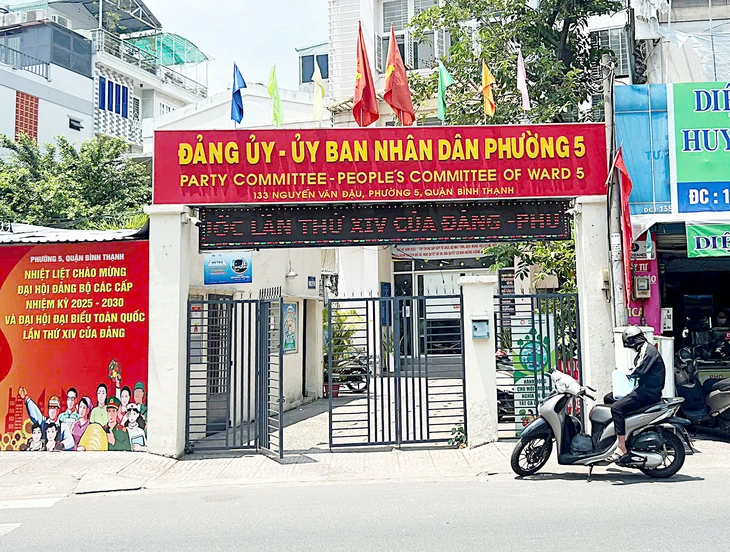 ĐẢNG ỦY - ỦY BAN NHÂN DÂN PHƯỜNG 5
PARTY COMMITTEE - PEOPLE'S COMMITTEE OF WARD 5
133 NGUYỄN VĂN ĐẬU, PHƯỜNG 5, QUẬN BÌNH THẠNH
LẦN THỨ XIV CỦA ĐẢNG
PHƯỜNG 5, QUẬN BÌNH THẠNH
NHIỆT LIỆT CHÀO MỪNG
ĐẠI HỘI ĐẢNG BỘ CÁC CẤP
NHIỆM KỲ 2025 - 2030
VÀ ĐẠI HỘI ĐẠI BIỂU TOÀN QUỐC
LẦN THỨ XIV CỦA ĐẢNG
DIỆ
HUY
ĐC : 1